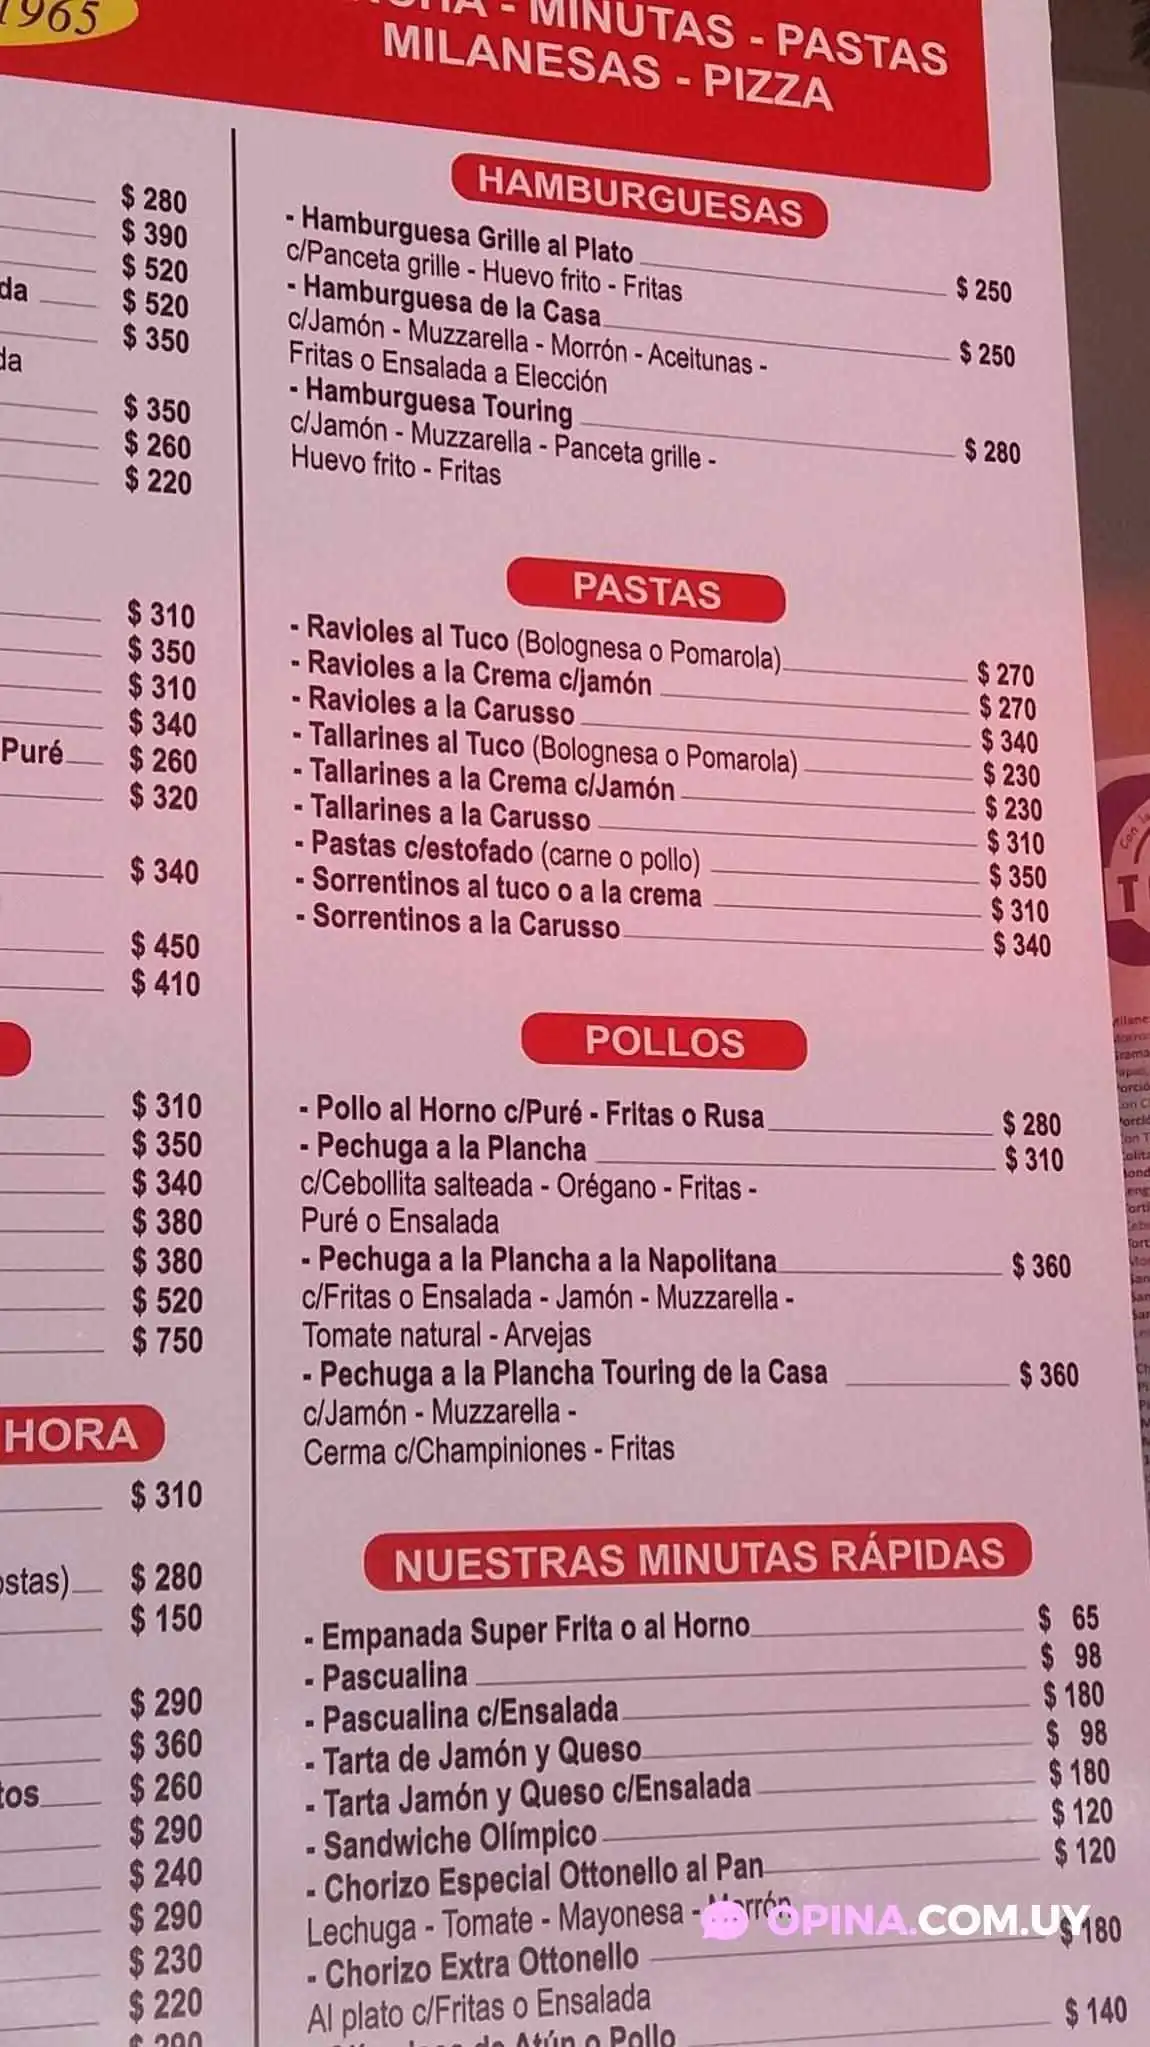 1965
- MINUTAS - PASTAS
MILANESAS - PIZZA
$ 280
$ 390
$ 520
da $ 520
$ 350
da
$ 350
$ 260
$ 220
$ 310
$ 350
$ 310
$ 340
Puré $ 260
$ 320
$ 340
$ 450
$ 410
$ 310
$ 350
$ 340
$ 380
$ 380
$ 520
$ 750
HORA
$ 310
ostas) $ 280
$ 150
$ 290
$ 360
tos $ 260
$ 290
$ 240
$ 290
$ 230
$ 220
HAMBURGUESAS
- Hamburguesa Grille al Plato $ 250
c/Panceta grille - Huevo frito - Fritas
- Hamburguesa de la Casa $ 250
c/Jamón - Muzzarella - Morrón - Aceitunas -
Fritas o Ensalada a Elección
- Hamburguesa Touring $ 280
c/Jamón - Muzzarella - Panceta grille -
Huevo frito - Fritas
PASTAS
- Ravioles al Tuco (Bolognesa o Pomarola) $ 270
- Ravioles a la Crema c/jamón $ 270
- Ravioles a la Carusso $ 340
- Tallarines al Tuco (Bolognesa o Pomarola) $ 230
- Tallarines a la Crema c/Jamón $ 230
- Tallarines a la Carusso $ 310
- Pastas c/estofado (carne o pollo) $ 350
- Sorrentinos al tuco o a la crema $ 310
- Sorrentinos a la Carusso $ 340
POLLOS
- Pollo al Horno c/Puré - Fritas o Rusa $ 280
- Pechuga a la Plancha $ 310
c/Cebollita salteada - Orégano - Fritas -
Puré o Ensalada
- Pechuga a la Plancha a la Napolitana $ 360
c/Fritas o Ensalada - Jamón - Muzzarella -
Tomate natural - Arvejas
- Pechuga a la Plancha Touring de la Casa $ 360
c/Jamón - Muzzarella -
Cerma c/Champiniones - Fritas
NUESTRAS MINUTAS RÁPIDAS
- Empanada Super Frita o al Horno $ 65
- Pascualina $ 98
- Pascualina c/Ensalada $ 180
- Tarta de Jamón y Queso $ 98
- Tarta Jamón y Queso c/Ensalada $ 180
- Sandwiche Olímpico $ 120
- Chorizo Especial Ottonello al Pan $ 120
Lechuga - Tomate - Mayonesa - Morrón
- Chorizo Extra Ottonello $ 180
Al plato c/Fritas o Ensalada
de Atún o Pollo $ 140
OPINA.COM.UY